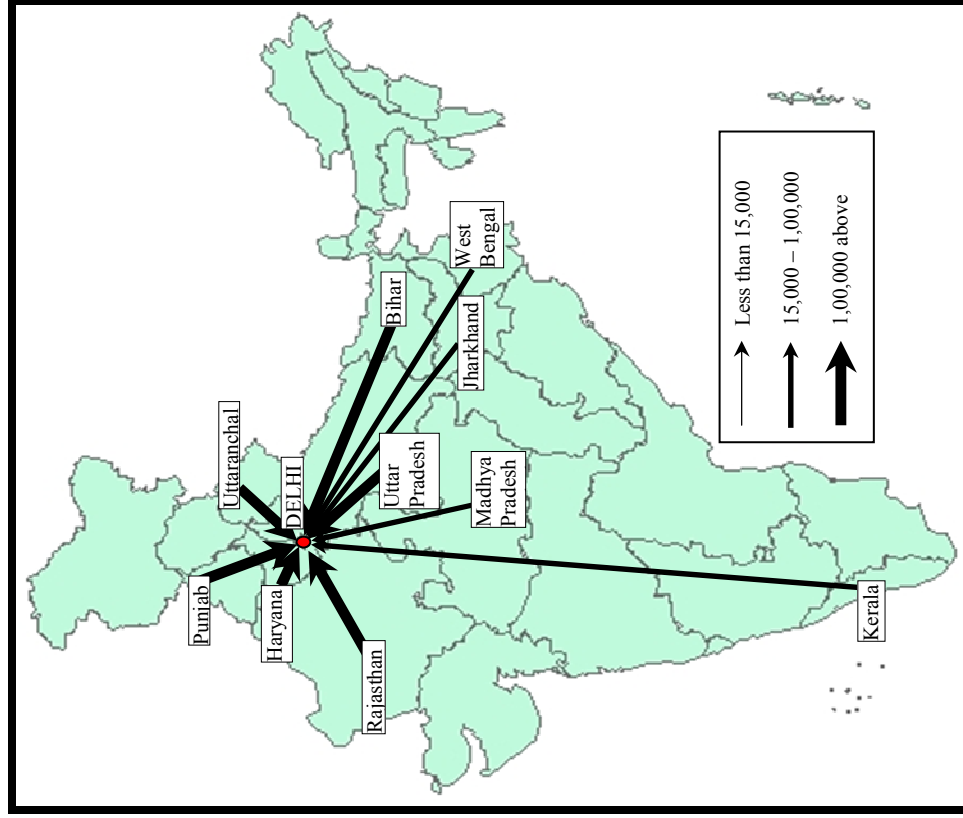 Uttaranchal
DELHI
Punjab
Haryana
Rajasthan
Bihar
West
Bengal
Jharkhand
Uttar
Pradesh
Madhya
Pradesh
Kerala
Less than 15,000
15,000 – 1,00,000
1,00,000 above